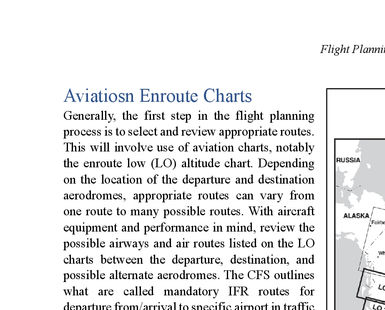 Flight Planni
Aviatiosn Enroute Charts
Generally, the first step in the flight planning
process is to select and review appropriate routes.
This will involve use of aviation charts, notably
the enroute low (LO) altitude chart. Depending
on the location of the departure and destination
aerodromes, appropriate routes can vary from
one route to many possible routes. With aircraft
equipment and performance in mind, review the
possible airways and air routes listed on the LO
charts between the departure, destination, and
possible alternate aerodromes. The CFS outlines
what are called mandatory IFR routes for
departure from/arrival to specific airport in traffic
RUSSIA
ALASKA
LO